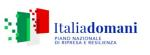 Italiadomani
PIANO NAZIONALE
DI RIPRESA E RESILIENZA